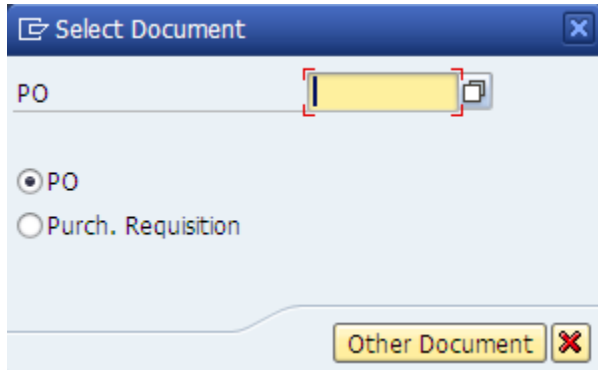 Select Document
PO
PO
Purch. Requisition
Other Document